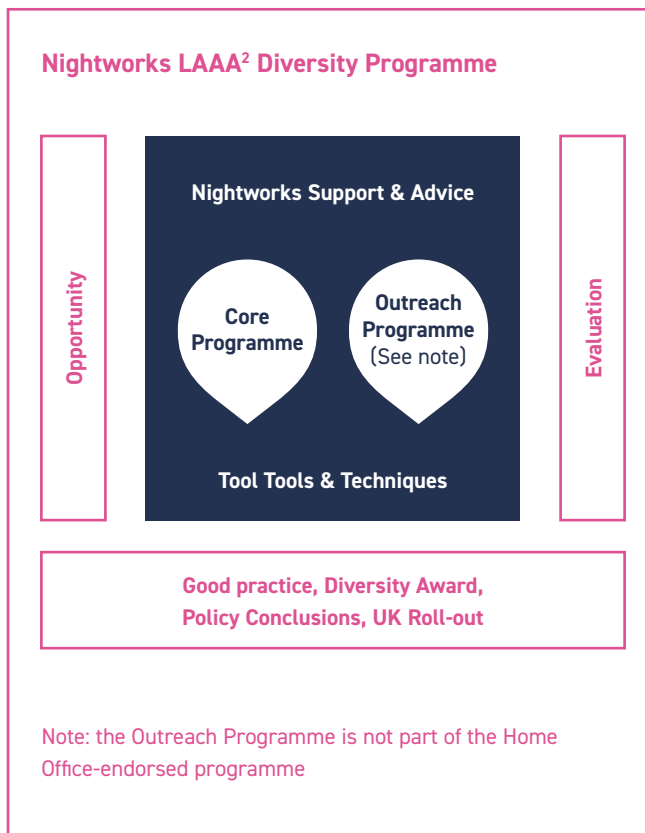 Nightworks LAAA² Diversity Programme
Opportunity
Nightworks Support & Advice
Core
Programme
Outreach
Programme
(See note)
Tool Tools & Techniques
Evaluation
Good practice, Diversity Award,
Policy Conclusions, UK Roll-out
Note: the Outreach Programme is not part of the Home
Office-endorsed programme